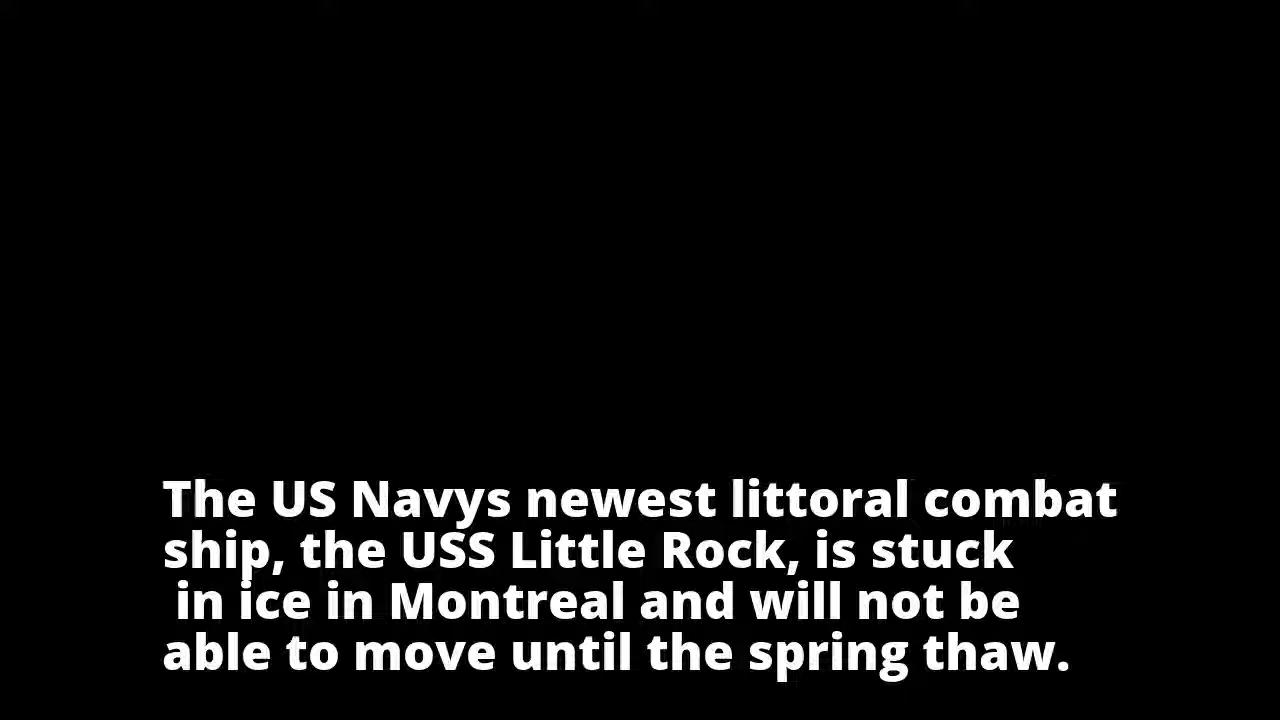 The US Navys newest littoral combat
ship, the USS Little Rock, is stuck
in ice in Montreal and will not be
able to move until the spring thaw.